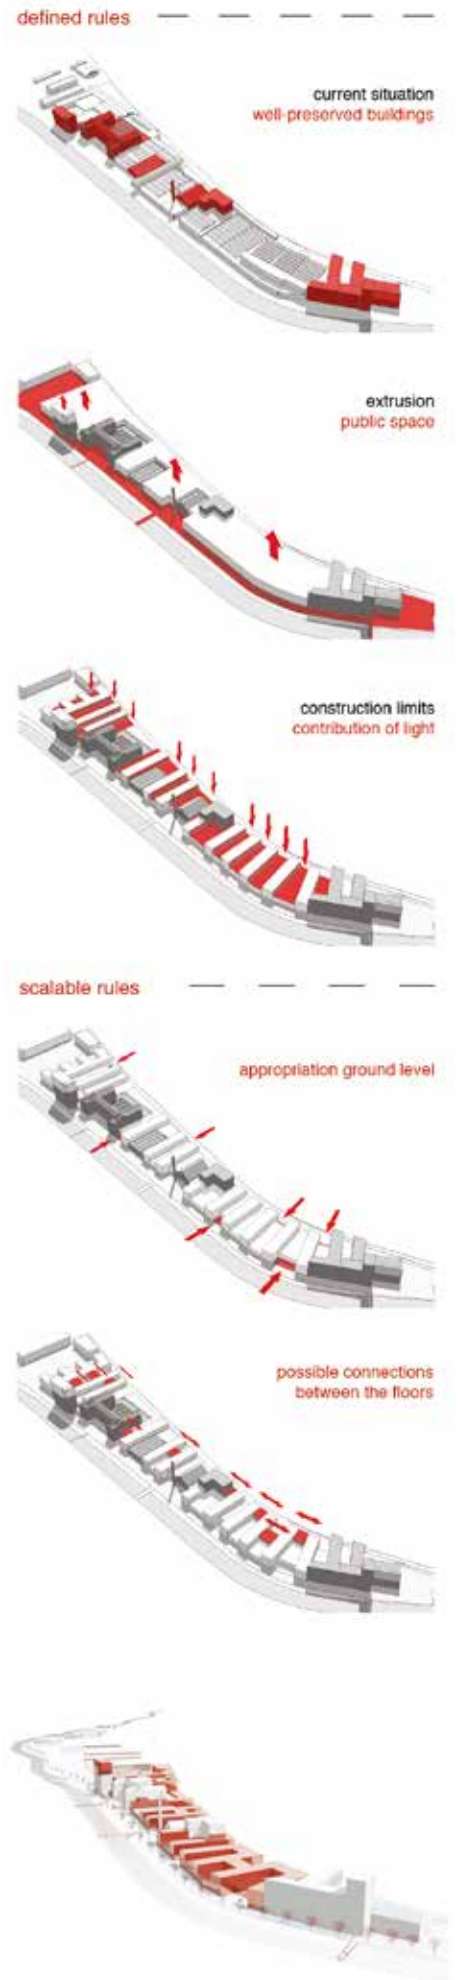 defined rules
current situation
well-preserved buildings
extrusion
public space
construction limits
contribution of light
scalable rules
appropriation ground level
possible connections
between the floors